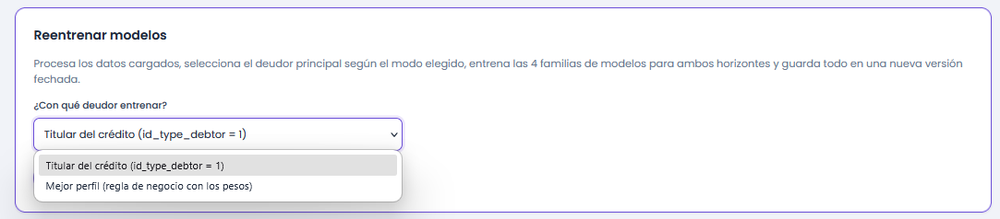 Reentrenar modelos
Procesa los datos cargados, selecciona el deudor principal según el modo elegido, entrena las 4 familias de modelos para ambos horizontes y guarda todo en una nueva versión
fechada.
¿Con qué deudor entrenar?
Titular del crédito (id_type_debtor = 1)
Titular del crédito (id_type_debtor = 1)
Mejor perfil (regla de negocio con los pesos)